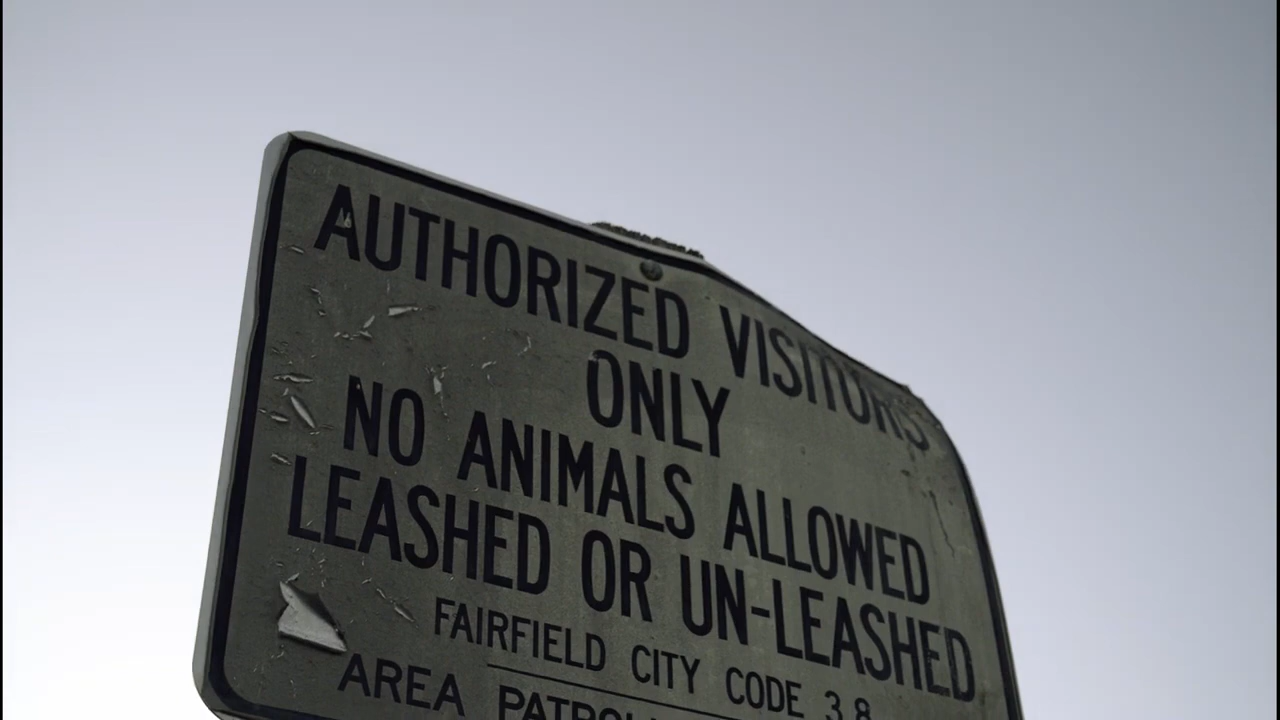 AUTHORIZED VISITORS
ONLY
NO ANIMALS ALLOWED
LEASHED OR UN-LEASHED
FAIRFIELD CITY CODE 3.8
AREA